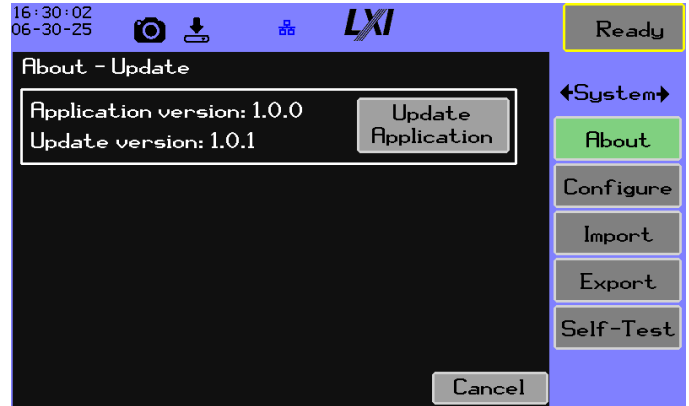 16:30:02
06-30-25
LXI
Ready
About - Update
Application version: 1.0.0
Update version: 1.0.1
Update
Application
←System→
About
Configure
Import
Export
Self-Test
Cancel